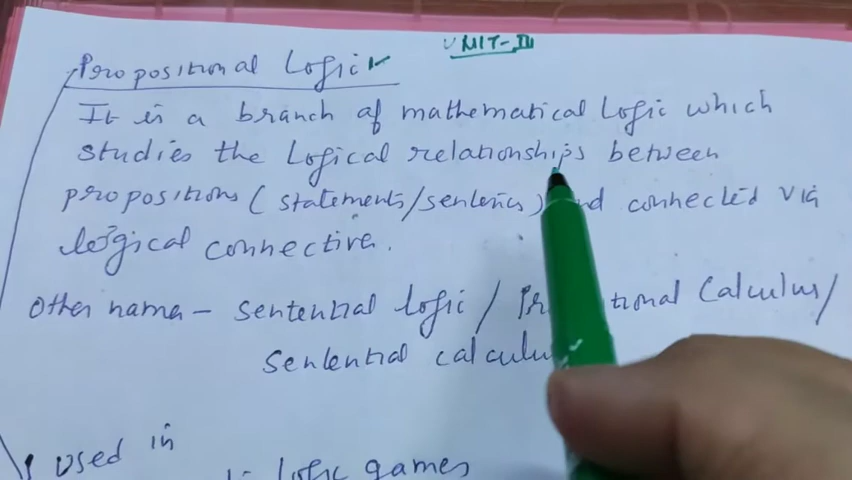 UNIT-III
Propositional Logic
It is a branch of mathematical Logic which
studies the Logical relationships between
propositions (statements/sentences) and connected via
logical connective.
Other name - sentential logic / Propositional Calculus/
Sentential calculus
used in
logic games